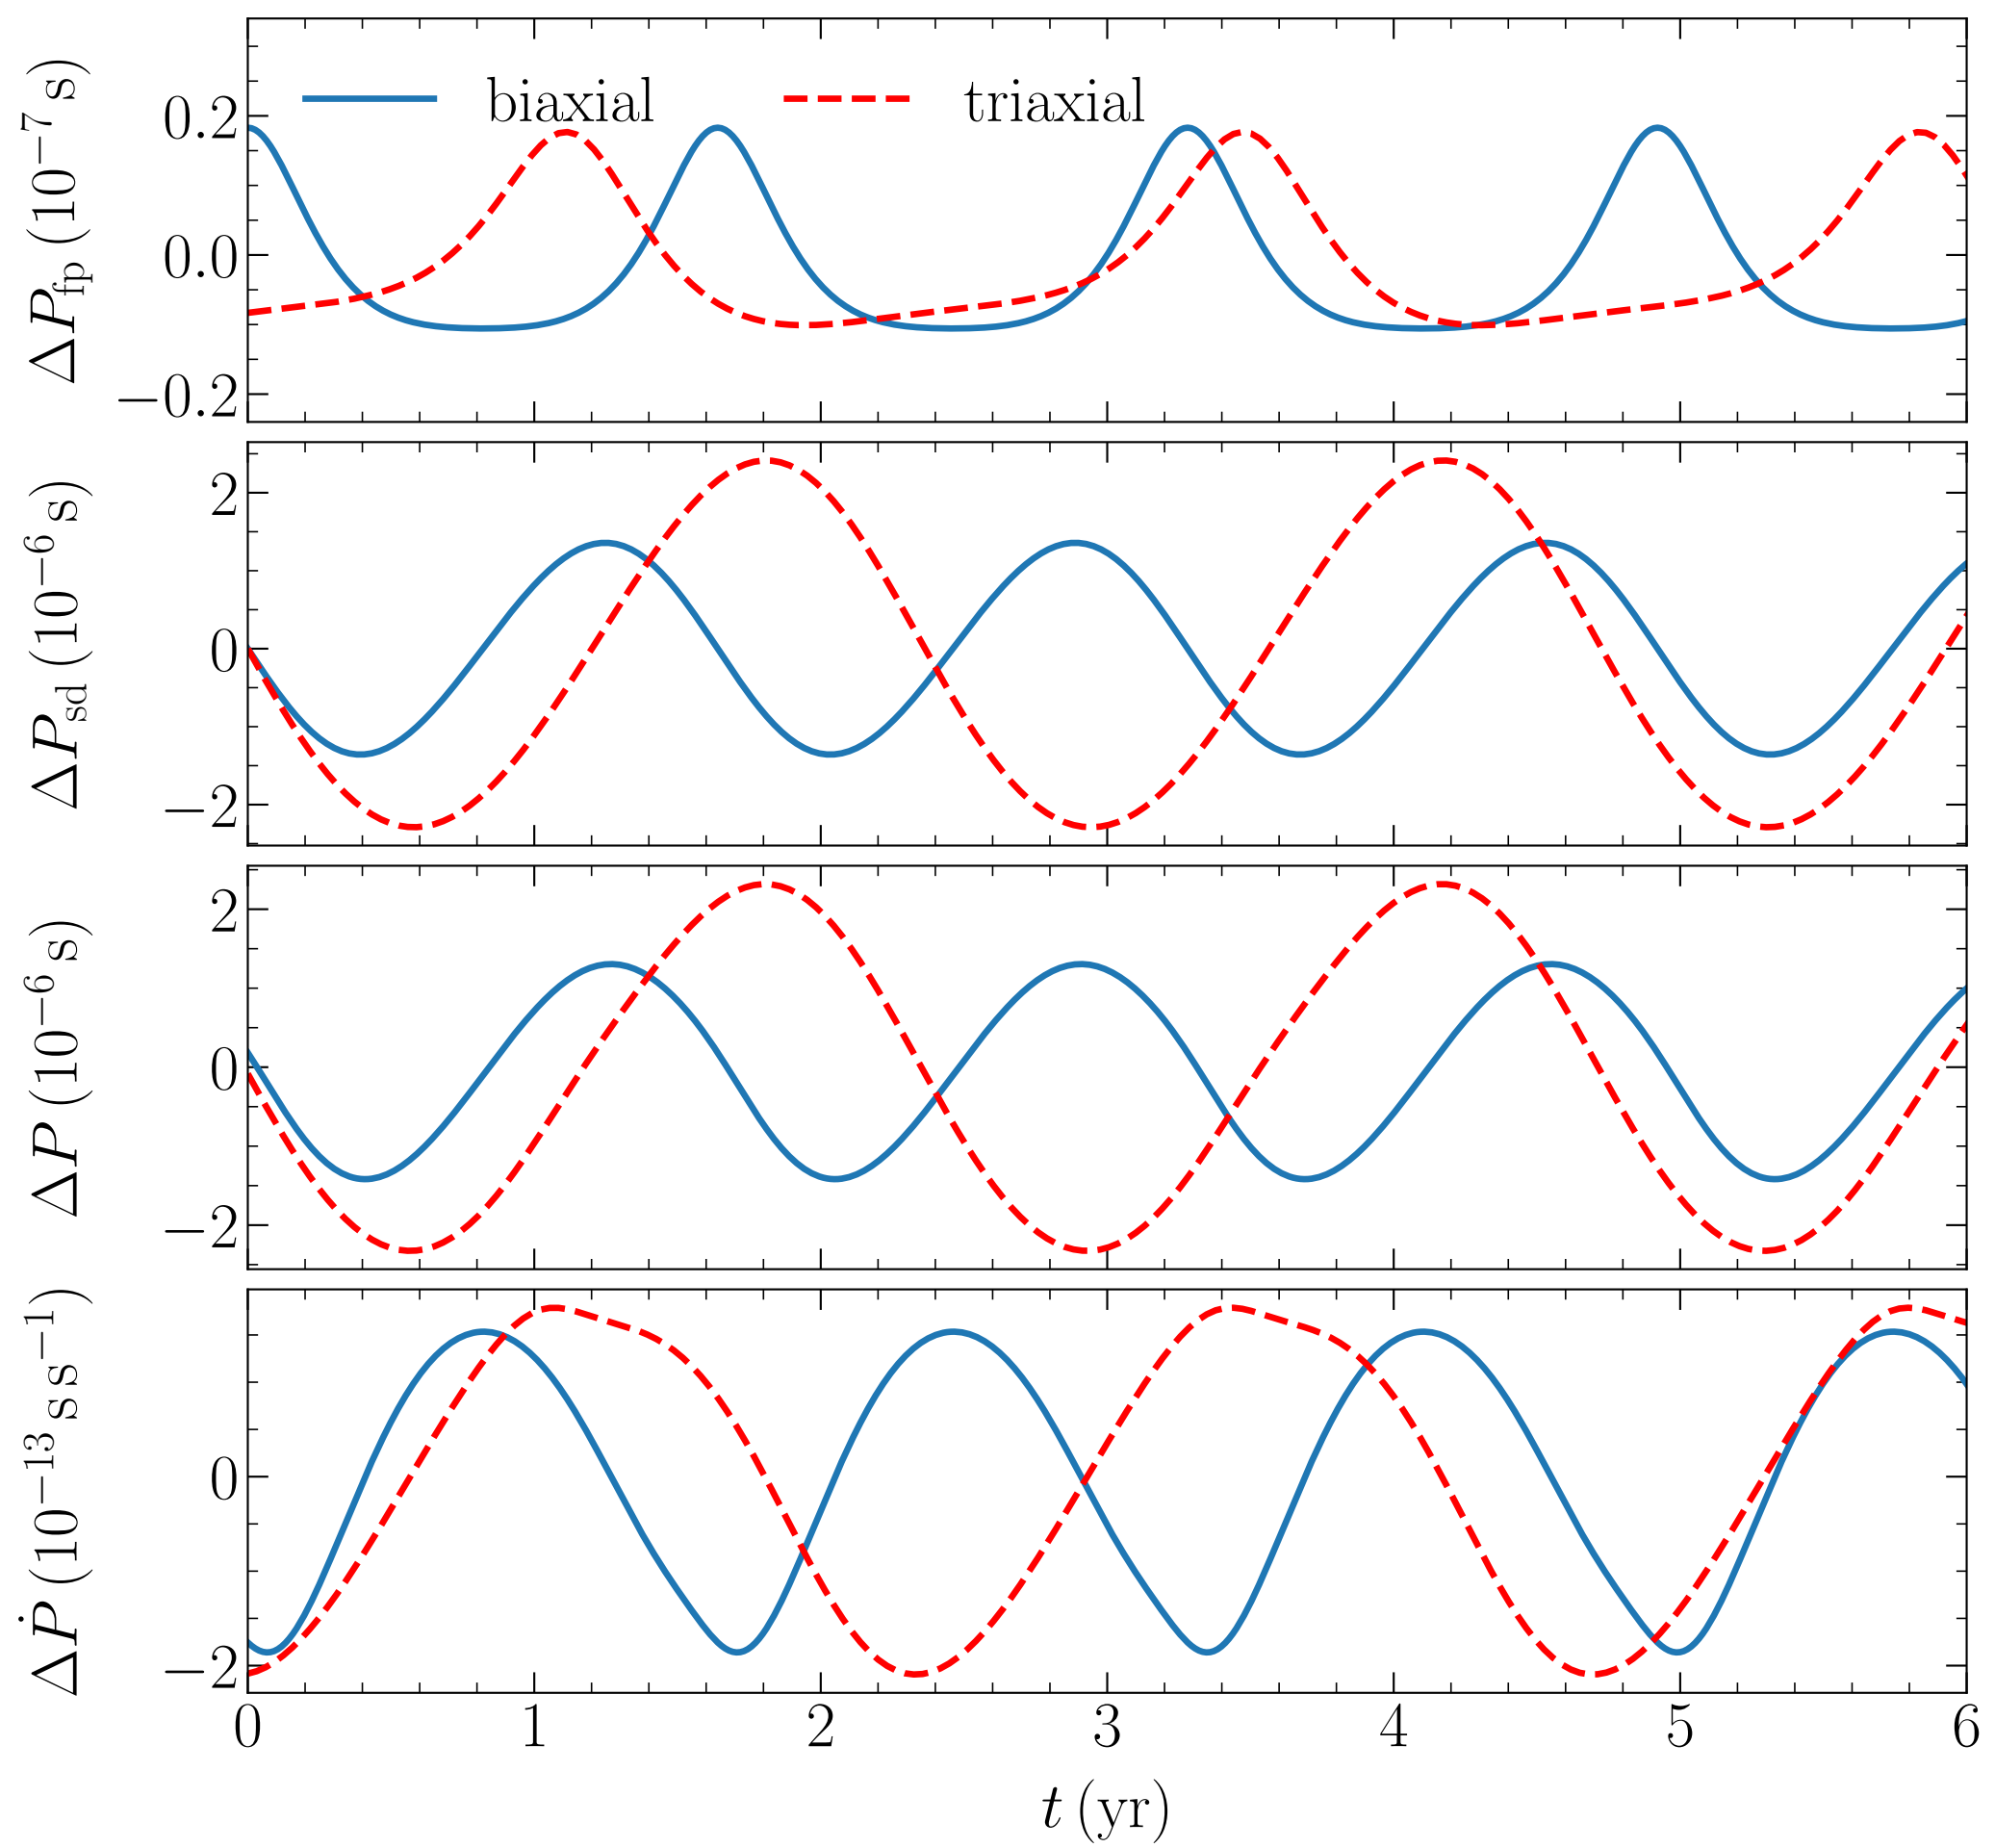 biaxial triaxial
ΔP_fp (10⁻⁷ s)
0.2
0.0
−0.2
ΔP_sd (10⁻⁶ s)
2
0
−2
ΔP (10⁻⁶ s)
2
0
−2
ΔṖ (10⁻¹³ s s⁻¹)
0
−2
0 1 2 3 4 5 6
t (yr)